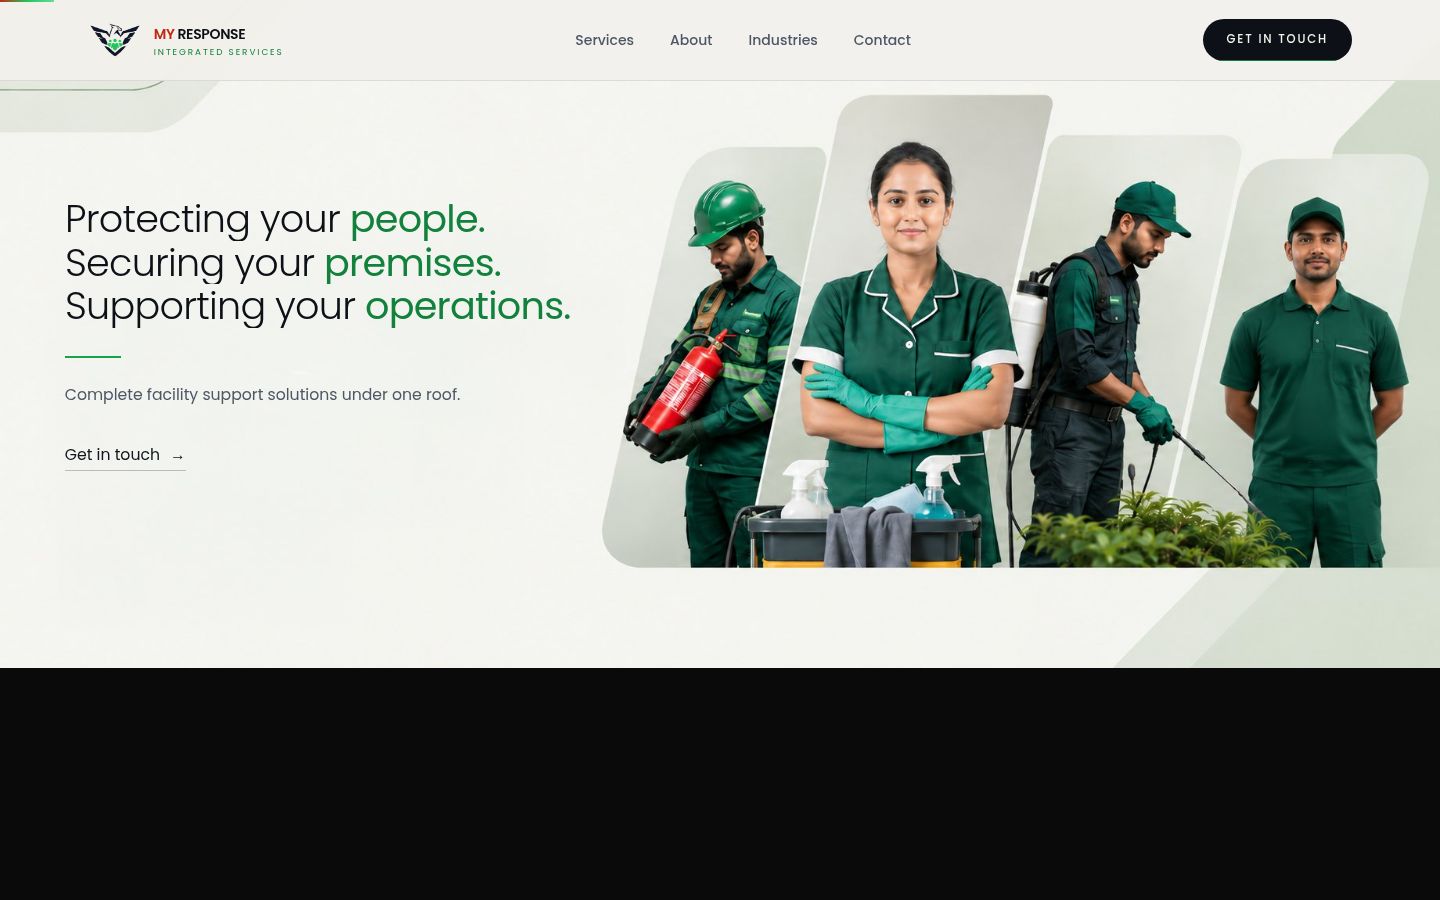 MY RESPONSE
INTEGRATED SERVICES
Services
About
Industries
Contact
GET IN TOUCH
Protecting your people.
Securing your premises.
Supporting your operations.
Complete facility support solutions under one roof.
Get in touch →